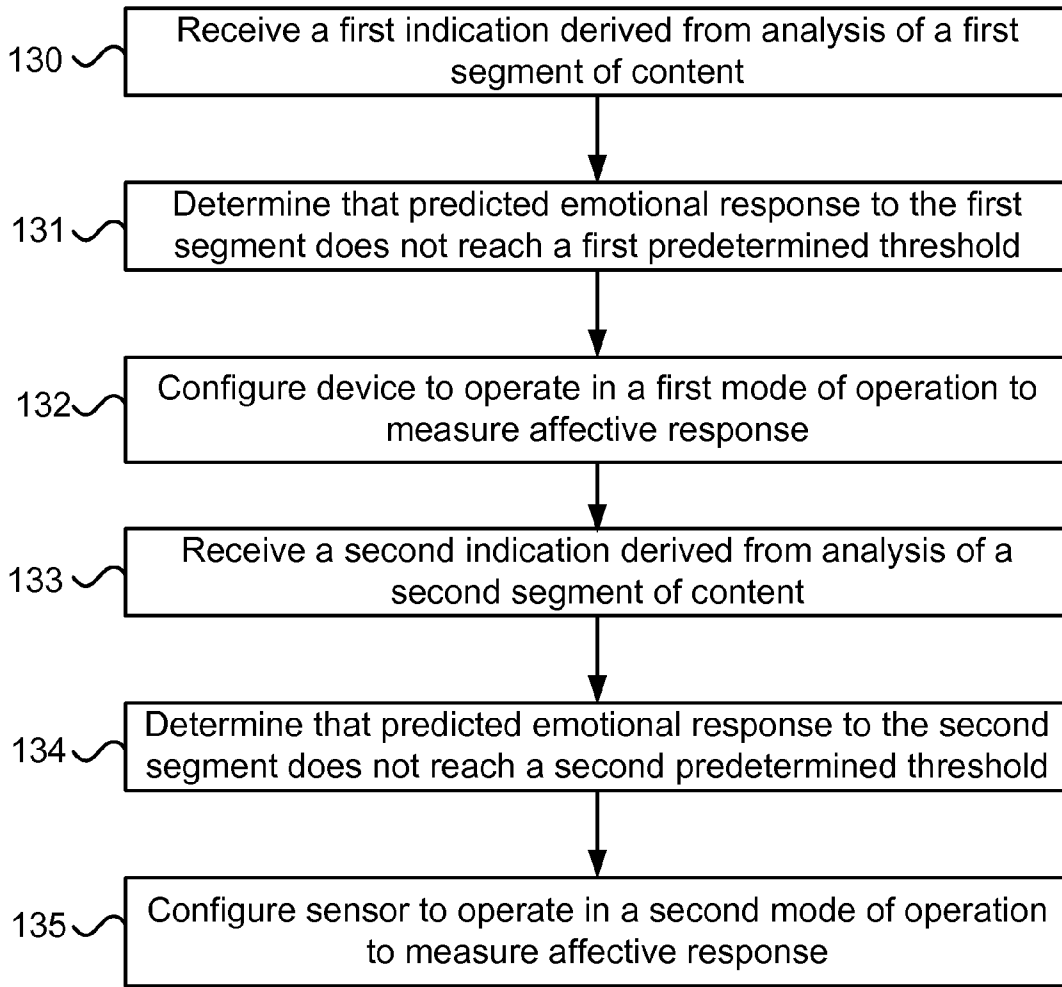 130
Receive a first indication derived from analysis of a first
segment of content
131
Determine that predicted emotional response to the first
segment does not reach a first predetermined threshold
132
Configure device to operate in a first mode of operation to
measure affective response
133
Receive a second indication derived from analysis of a
second segment of content
134
Determine that predicted emotional response to the second
segment does not reach a second predetermined threshold
135
Configure sensor to operate in a second mode of operation
to measure affective response